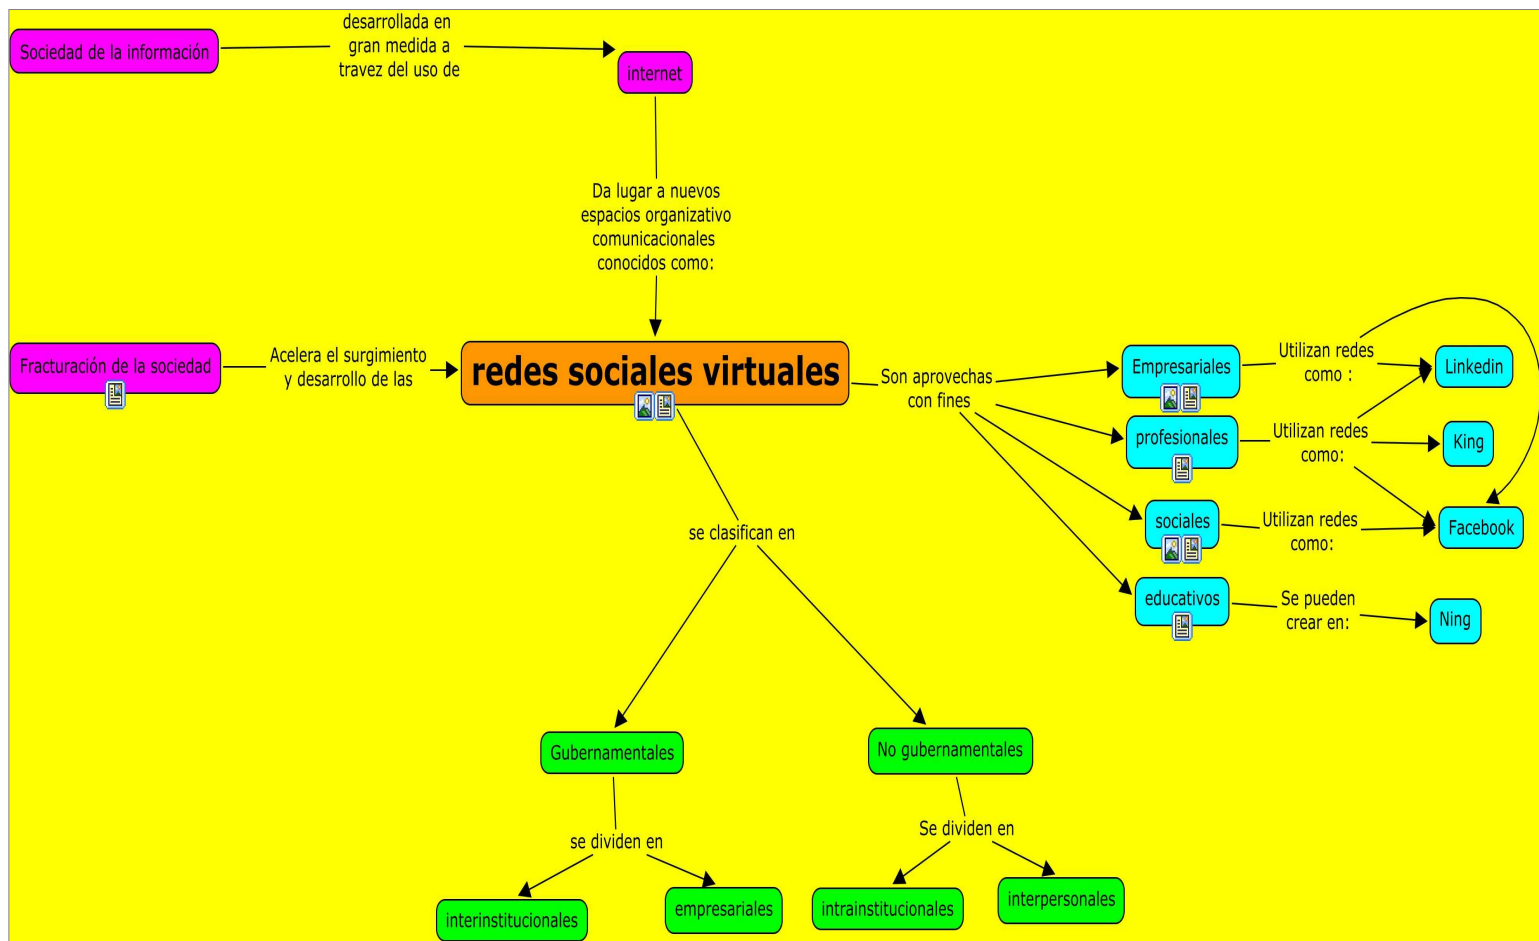 Sociedad de la información
desarrollada en
gran medida a
travez del uso de
internet
Da lugar a nuevos
espacios organizativo
comunicacionales
conocidos como:
Fracturación de la sociedad
Acelera el surgimiento
y desarrollo de las
redes sociales virtuales
Son aprovechas
con fines
Empresariales
Utilizan redes
como :
Linkedin
profesionales
Utilizan redes
como:
King
sociales
Utilizan redes
como:
Facebook
educativos
Se pueden
crear en:
Ning
se clasifican en
Gubernamentales
No gubernamentales
se dividen en
Se dividen en
interinstitucionales
empresariales
intrainstitucionales
interpersonales